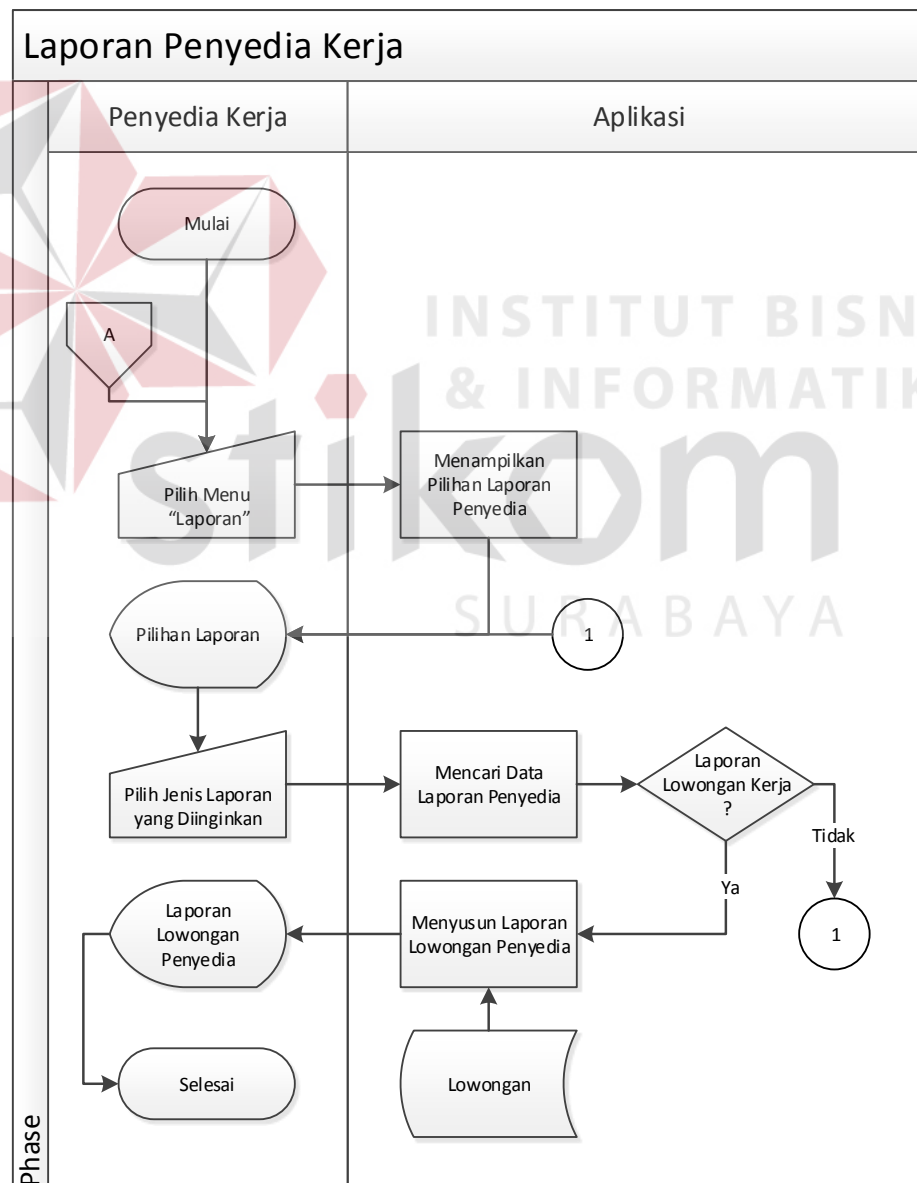 Laporan Penyedia Kerja
Penyedia Kerja
Aplikasi
Mulai
A
INSTITUT BISN
& INFORMATIK
stikom
SURABAYA
Pilih Menu
“Laporan”
Menampilkan
Pilihan Laporan
Penyedia
Pilihan Laporan
1
Pilih Jenis Laporan
yang Diinginkan
Mencari Data
Laporan Penyedia
Laporan
Lowongan Kerja
?
Tidak
Ya
1
Menyusun Laporan
Lowongan Penyedia
Laporan
Lowongan
Penyedia
Selesai
Lowongan
Phase